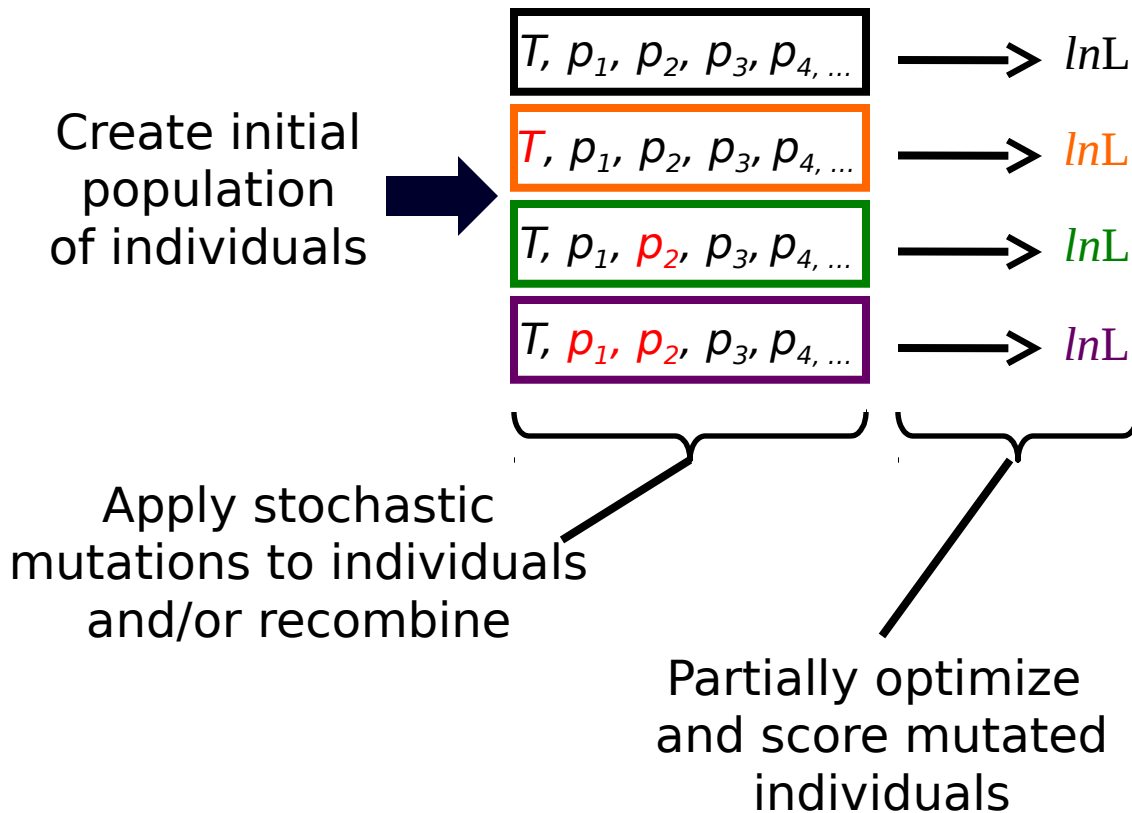 T, p1, p2, p3, p4, ... lnL
Create initial
population
of individuals
T, p1, p2, p3, p4, ... lnL
T, p1, p2, p3, p4, ... lnL
T, p1, p2, p3, p4, ... lnL
Apply stochastic
mutations to individuals
and/or recombine
Partially optimize
and score mutated
individuals